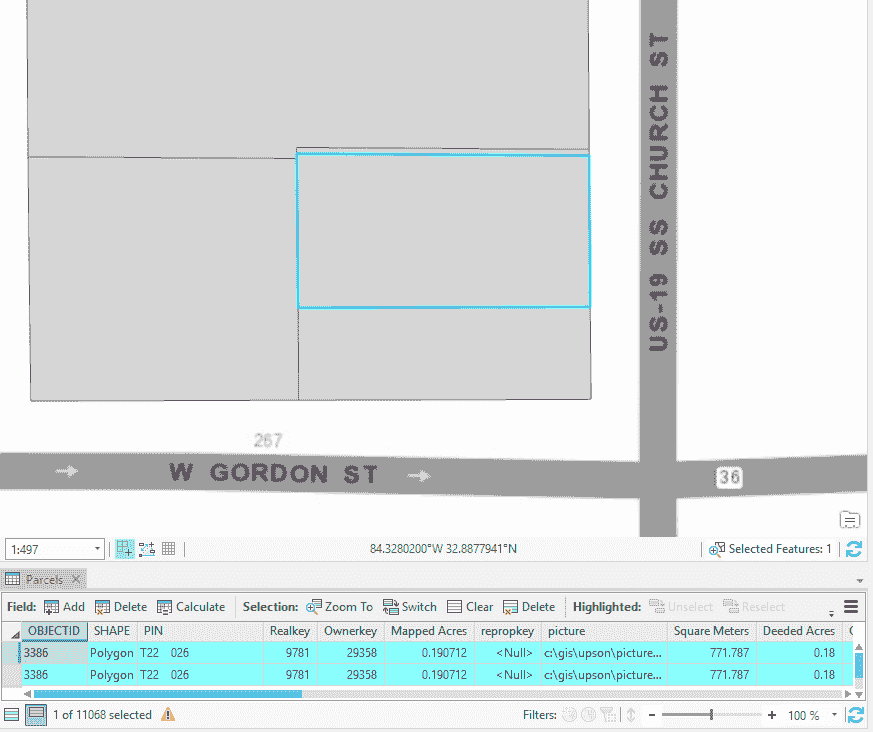 US-19 SS CHURCH ST
267
W GORDON ST
36
1:497 84.3280200°W 32.8877941°N Selected Features: 1
Parcels
Field: Add Delete Calculate Selection: Zoom To Switch Clear Delete Highlighted: Unselect Reselect
OBJECTID SHAPE PIN Realkey Ownerkey Mapped Acres repropkey picture Square Meters Deeded Acres
3386 Polygon T22 026 9781 29358 0.190712 <Null> c:\gis\upson\picture... 771.787 0.18
3386 Polygon T22 026 9781 29358 0.190712 <Null> c:\gis\upson\picture... 771.787 0.18
1 of 11068 selected Filters: - + 100 %